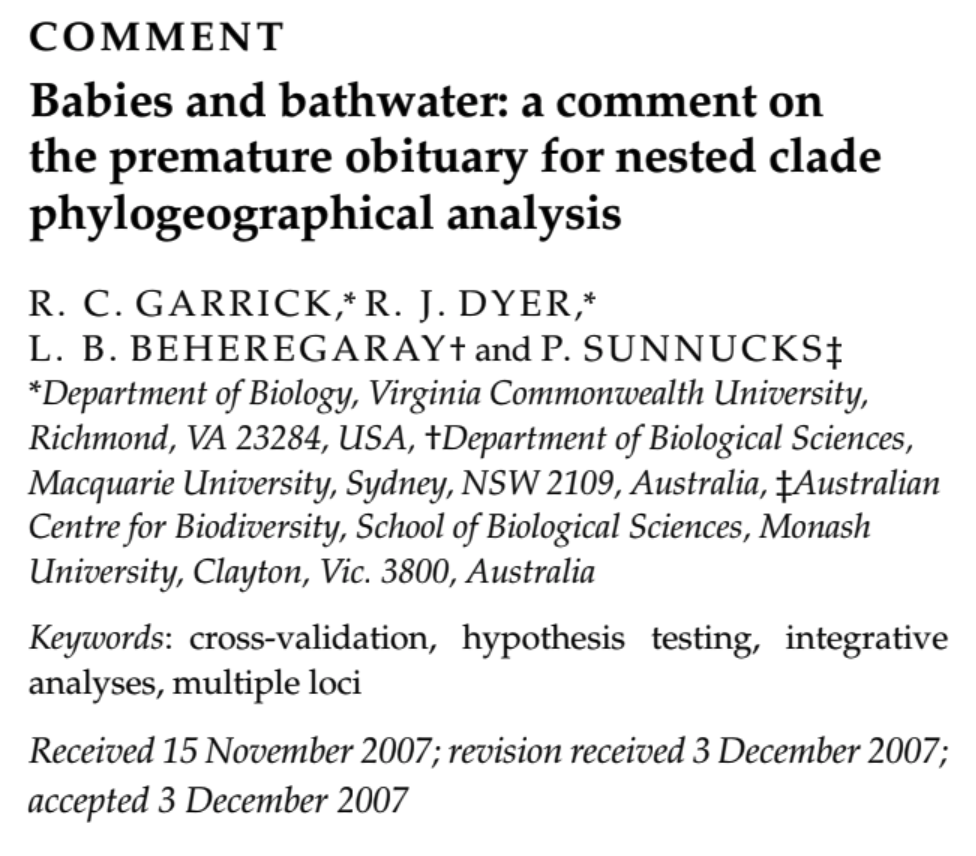 COMMENT
Babies and bathwater: a comment on
the premature obituary for nested clade
phylogeographical analysis
R. C. GARRICK,* R. J. DYER,*
L. B. BEHEREGARAY† and P. SUNNUCKS‡
*Department of Biology, Virginia Commonwealth University,
Richmond, VA 23284, USA, †Department of Biological Sciences,
Macquarie University, Sydney, NSW 2109, Australia, ‡Australian
Centre for Biodiversity, School of Biological Sciences, Monash
University, Clayton, Vic. 3800, Australia
Keywords: cross-validation, hypothesis testing, integrative
analyses, multiple loci
Received 15 November 2007; revision received 3 December 2007;
accepted 3 December 2007